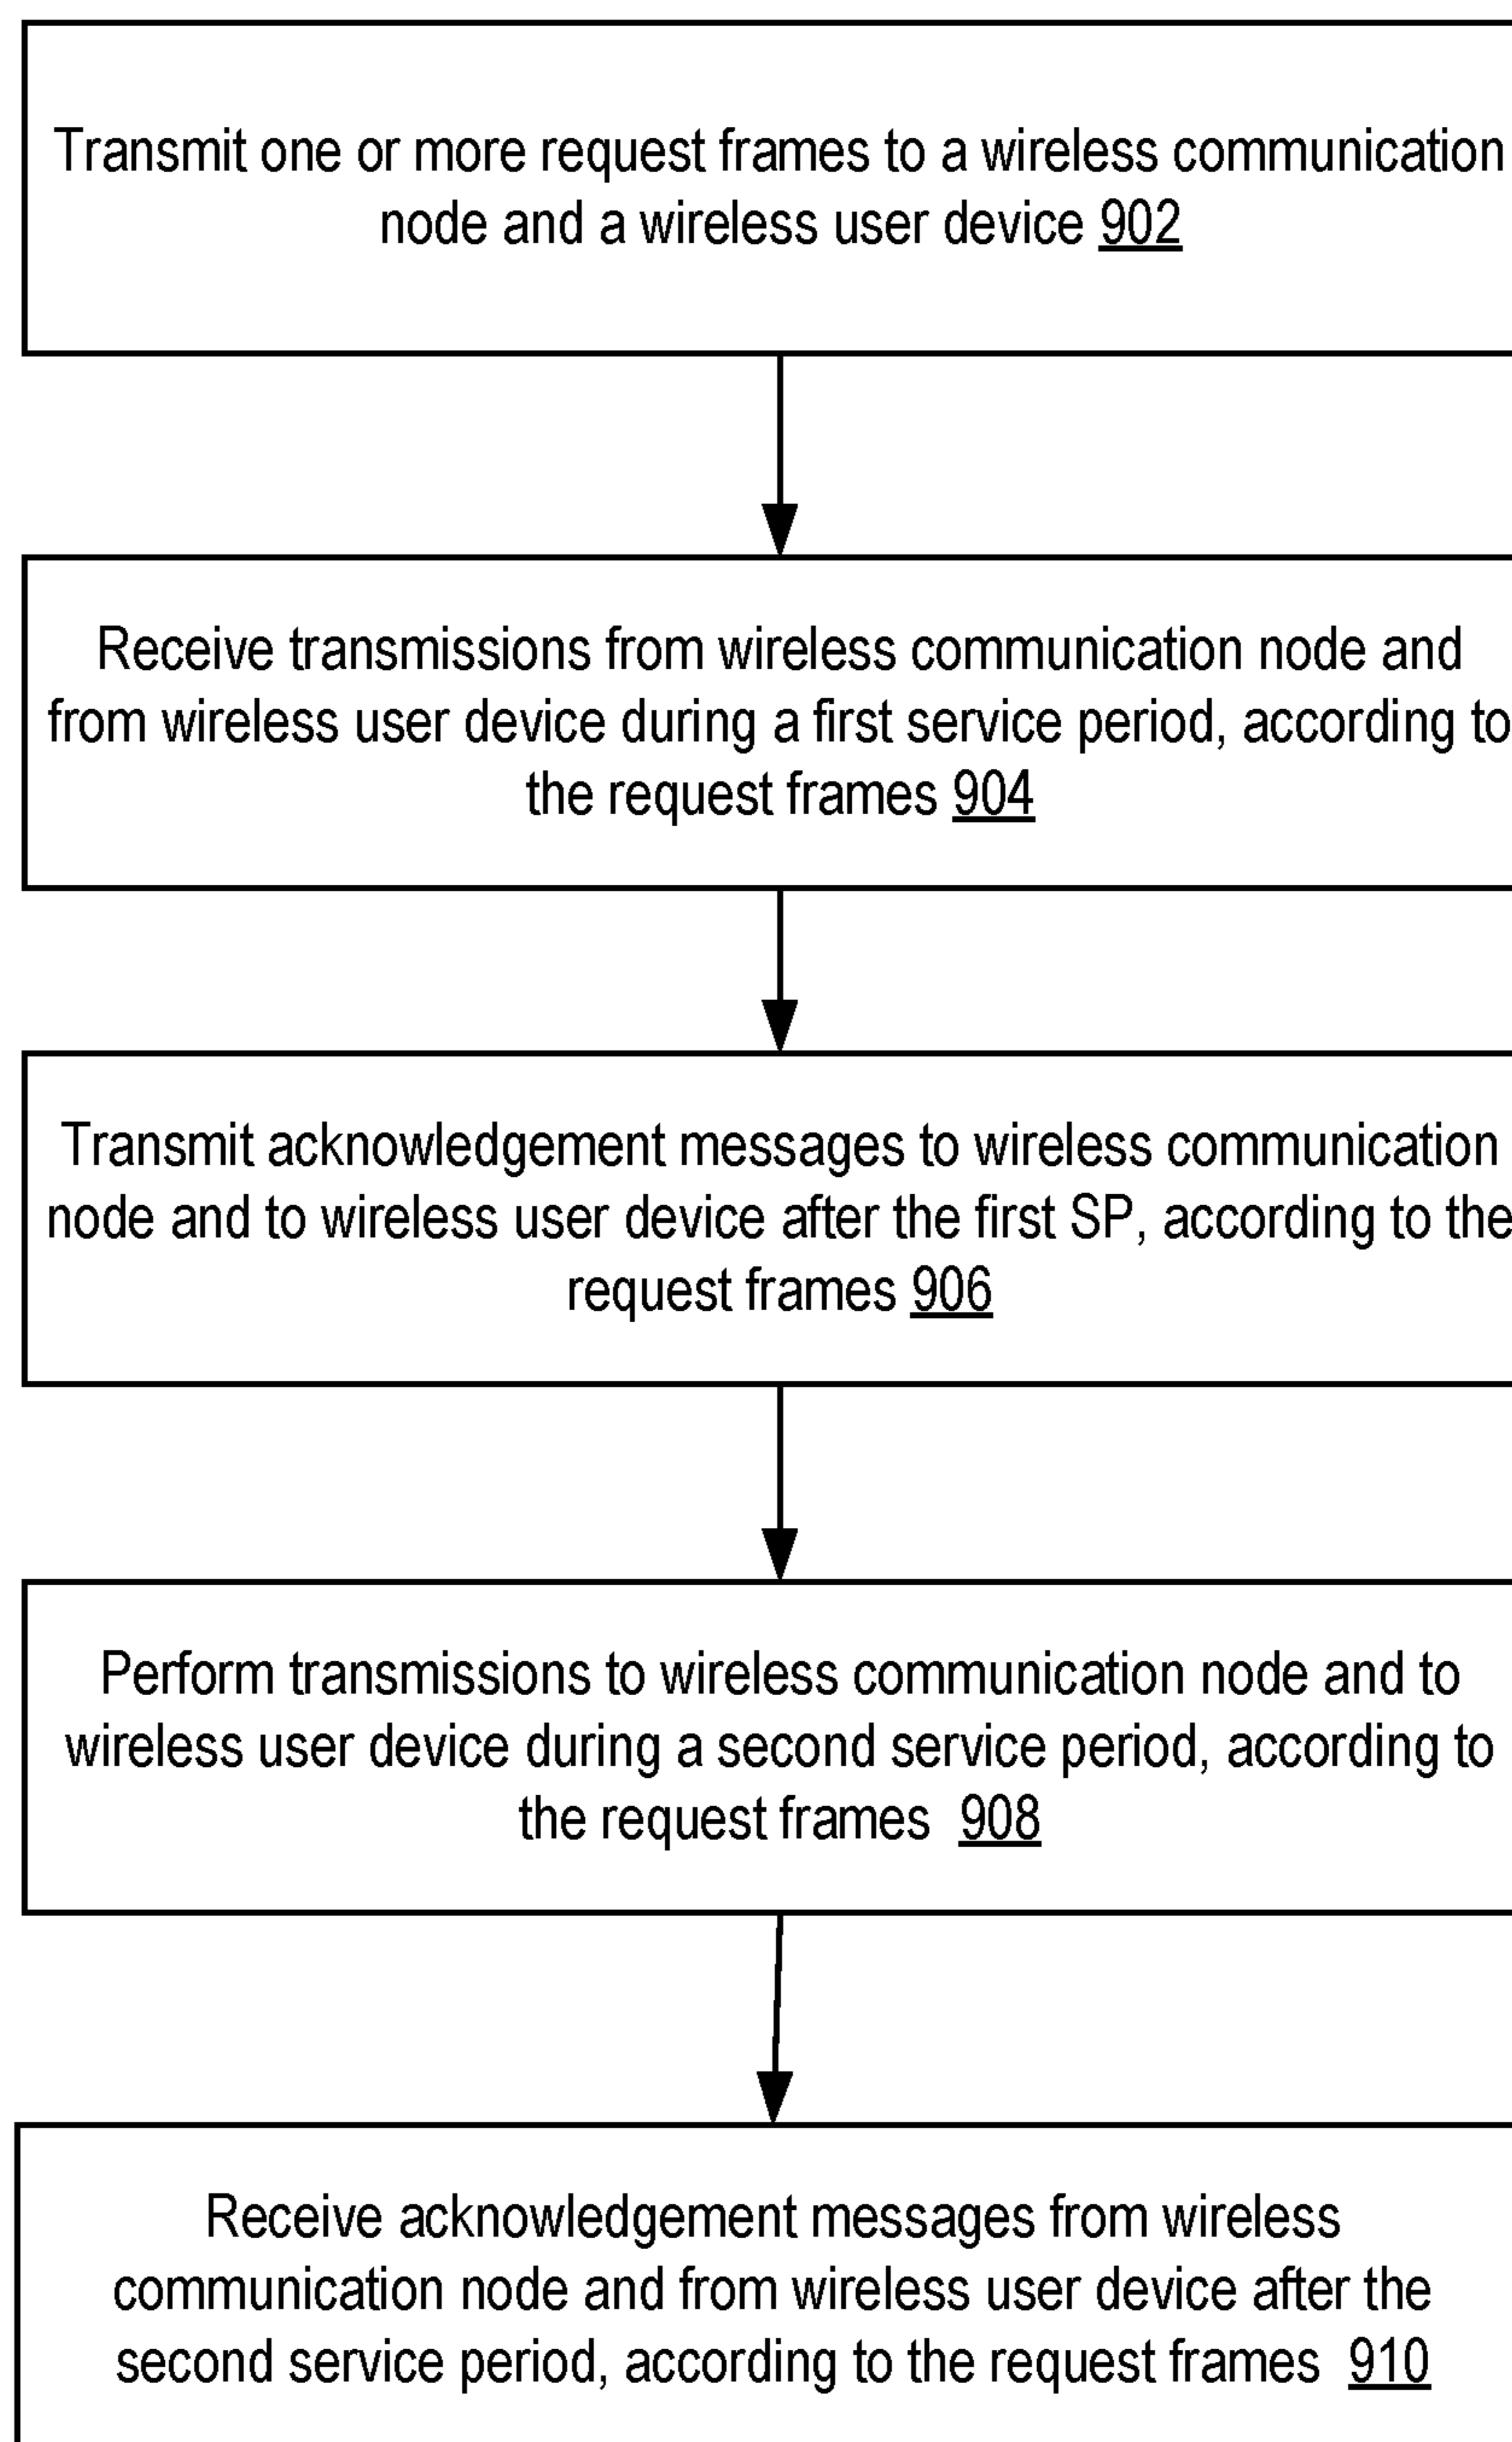 Transmit one or more request frames to a wireless communication
node and a wireless user device 902
Receive transmissions from wireless communication node and
from wireless user device during a first service period, according to
the request frames 904
Transmit acknowledgement messages to wireless communication
node and to wireless user device after the first SP, according to the
request frames 906
Perform transmissions to wireless communication node and to
wireless user device during a second service period, according to
the request frames 908
Receive acknowledgement messages from wireless
communication node and from wireless user device after the
second service period, according to the request frames 910